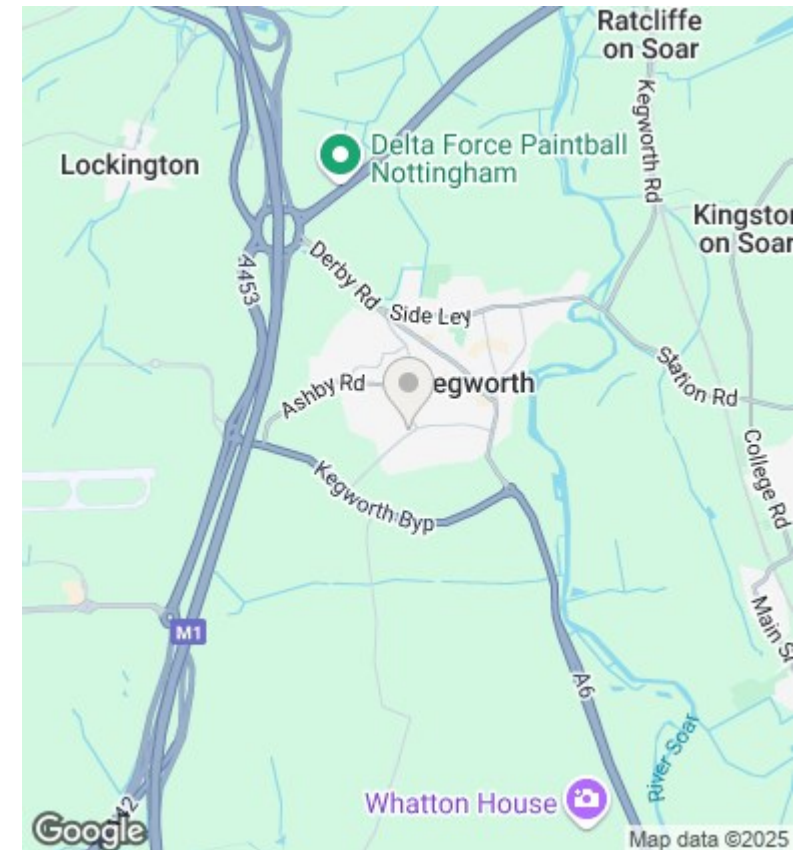 Ratcliffe
on Soar
Kegworth Rd
Delta Force Paintball
Nottingham
Lockington
Kingston
on Soar
Derby Rd
A453
Side Ley
Station Rd
Ashby Rd
egworth
College Rd
Kegworth Byp
M1
Main St
A6
River Soar
Whatton House
Google
Map data ©2025